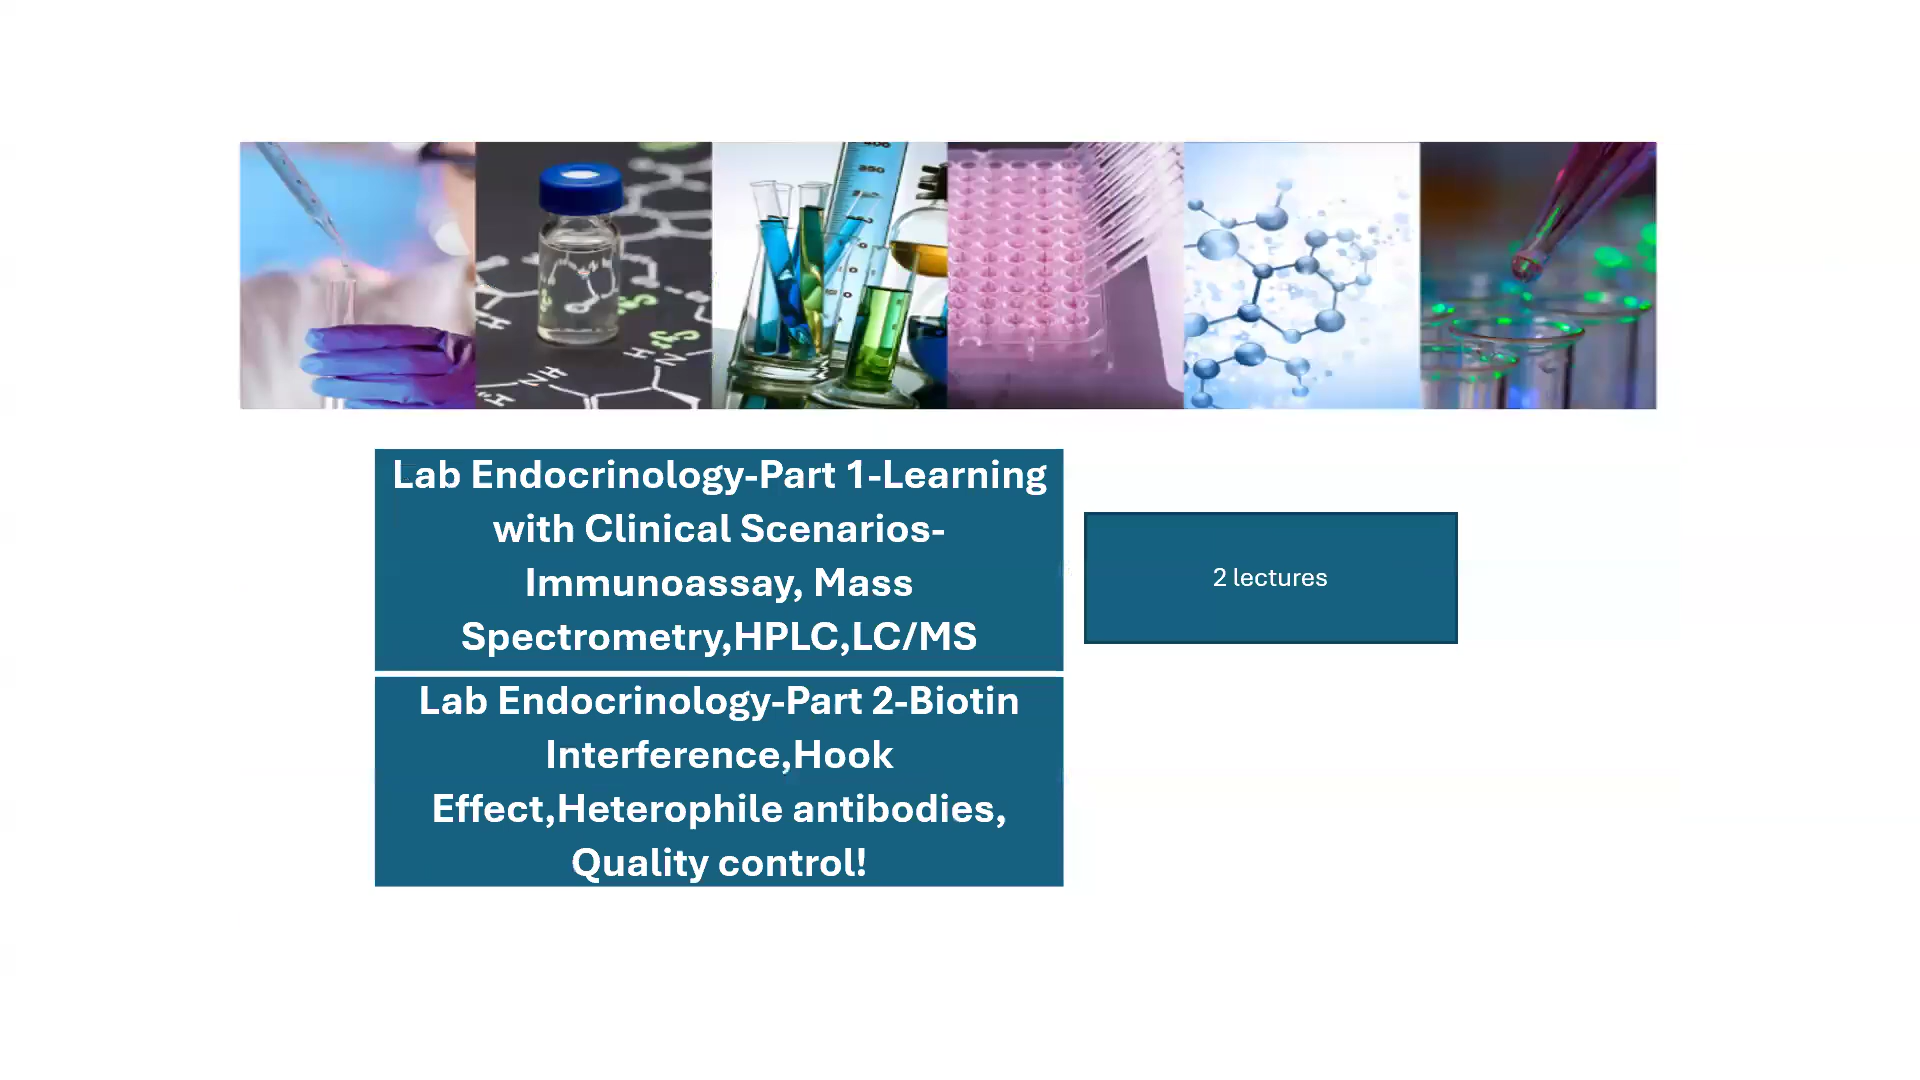 Lab Endocrinology-Part 1-Learning
with Clinical Scenarios-
Immunoassay, Mass
Spectrometry,HPLC,LC/MS
2 lectures
Lab Endocrinology-Part 2-Biotin
Interference,Hook
Effect,Heterophile antibodies,
Quality control!